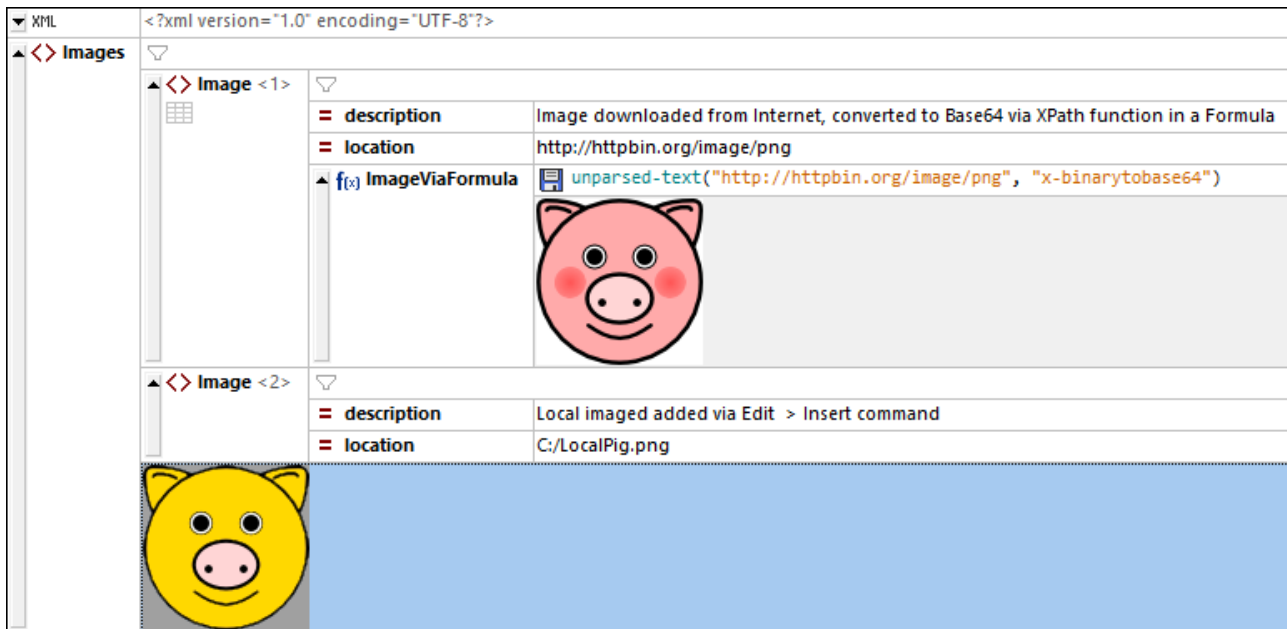 XML <?xml version="1.0" encoding="UTF-8"?>
Images
Image <1>
= description Image downloaded from Internet, converted to Base64 via XPath function in a Formula
= location http://httpbin.org/image/png
f(x) ImageViaFormula unparsed-text("http://httpbin.org/image/png", "x-binarytobase64")
Image <2>
= description Local imaged added via Edit > Insert command
= location C:/LocalPig.png